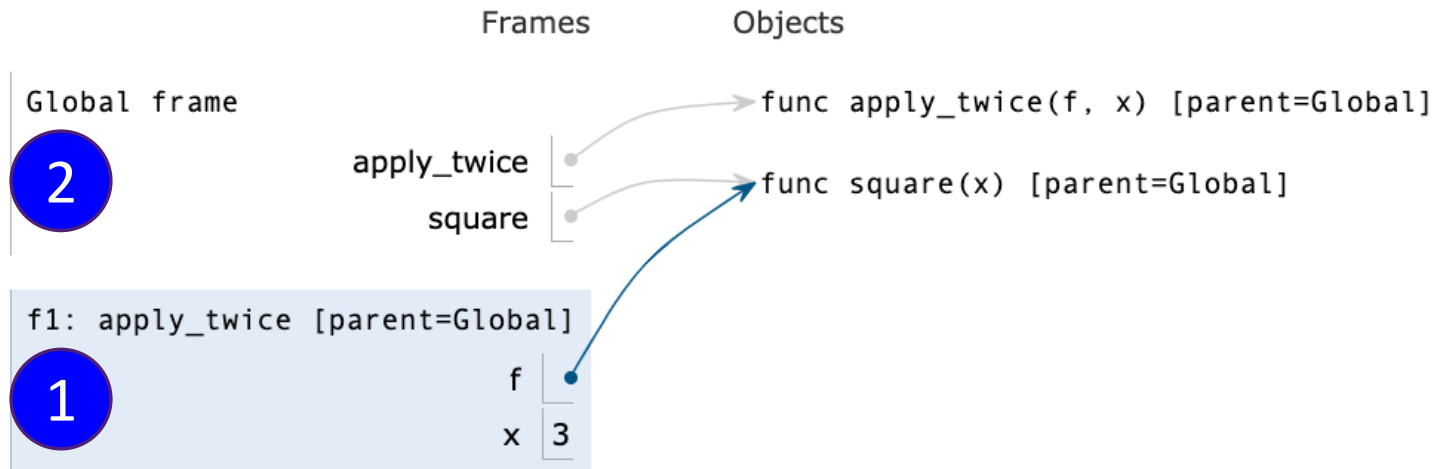 Frames Objects
Global frame
func apply_twice(f, x) [parent=Global]
2
apply_twice
func square(x) [parent=Global]
square
f1: apply_twice [parent=Global]
1
f
x 3